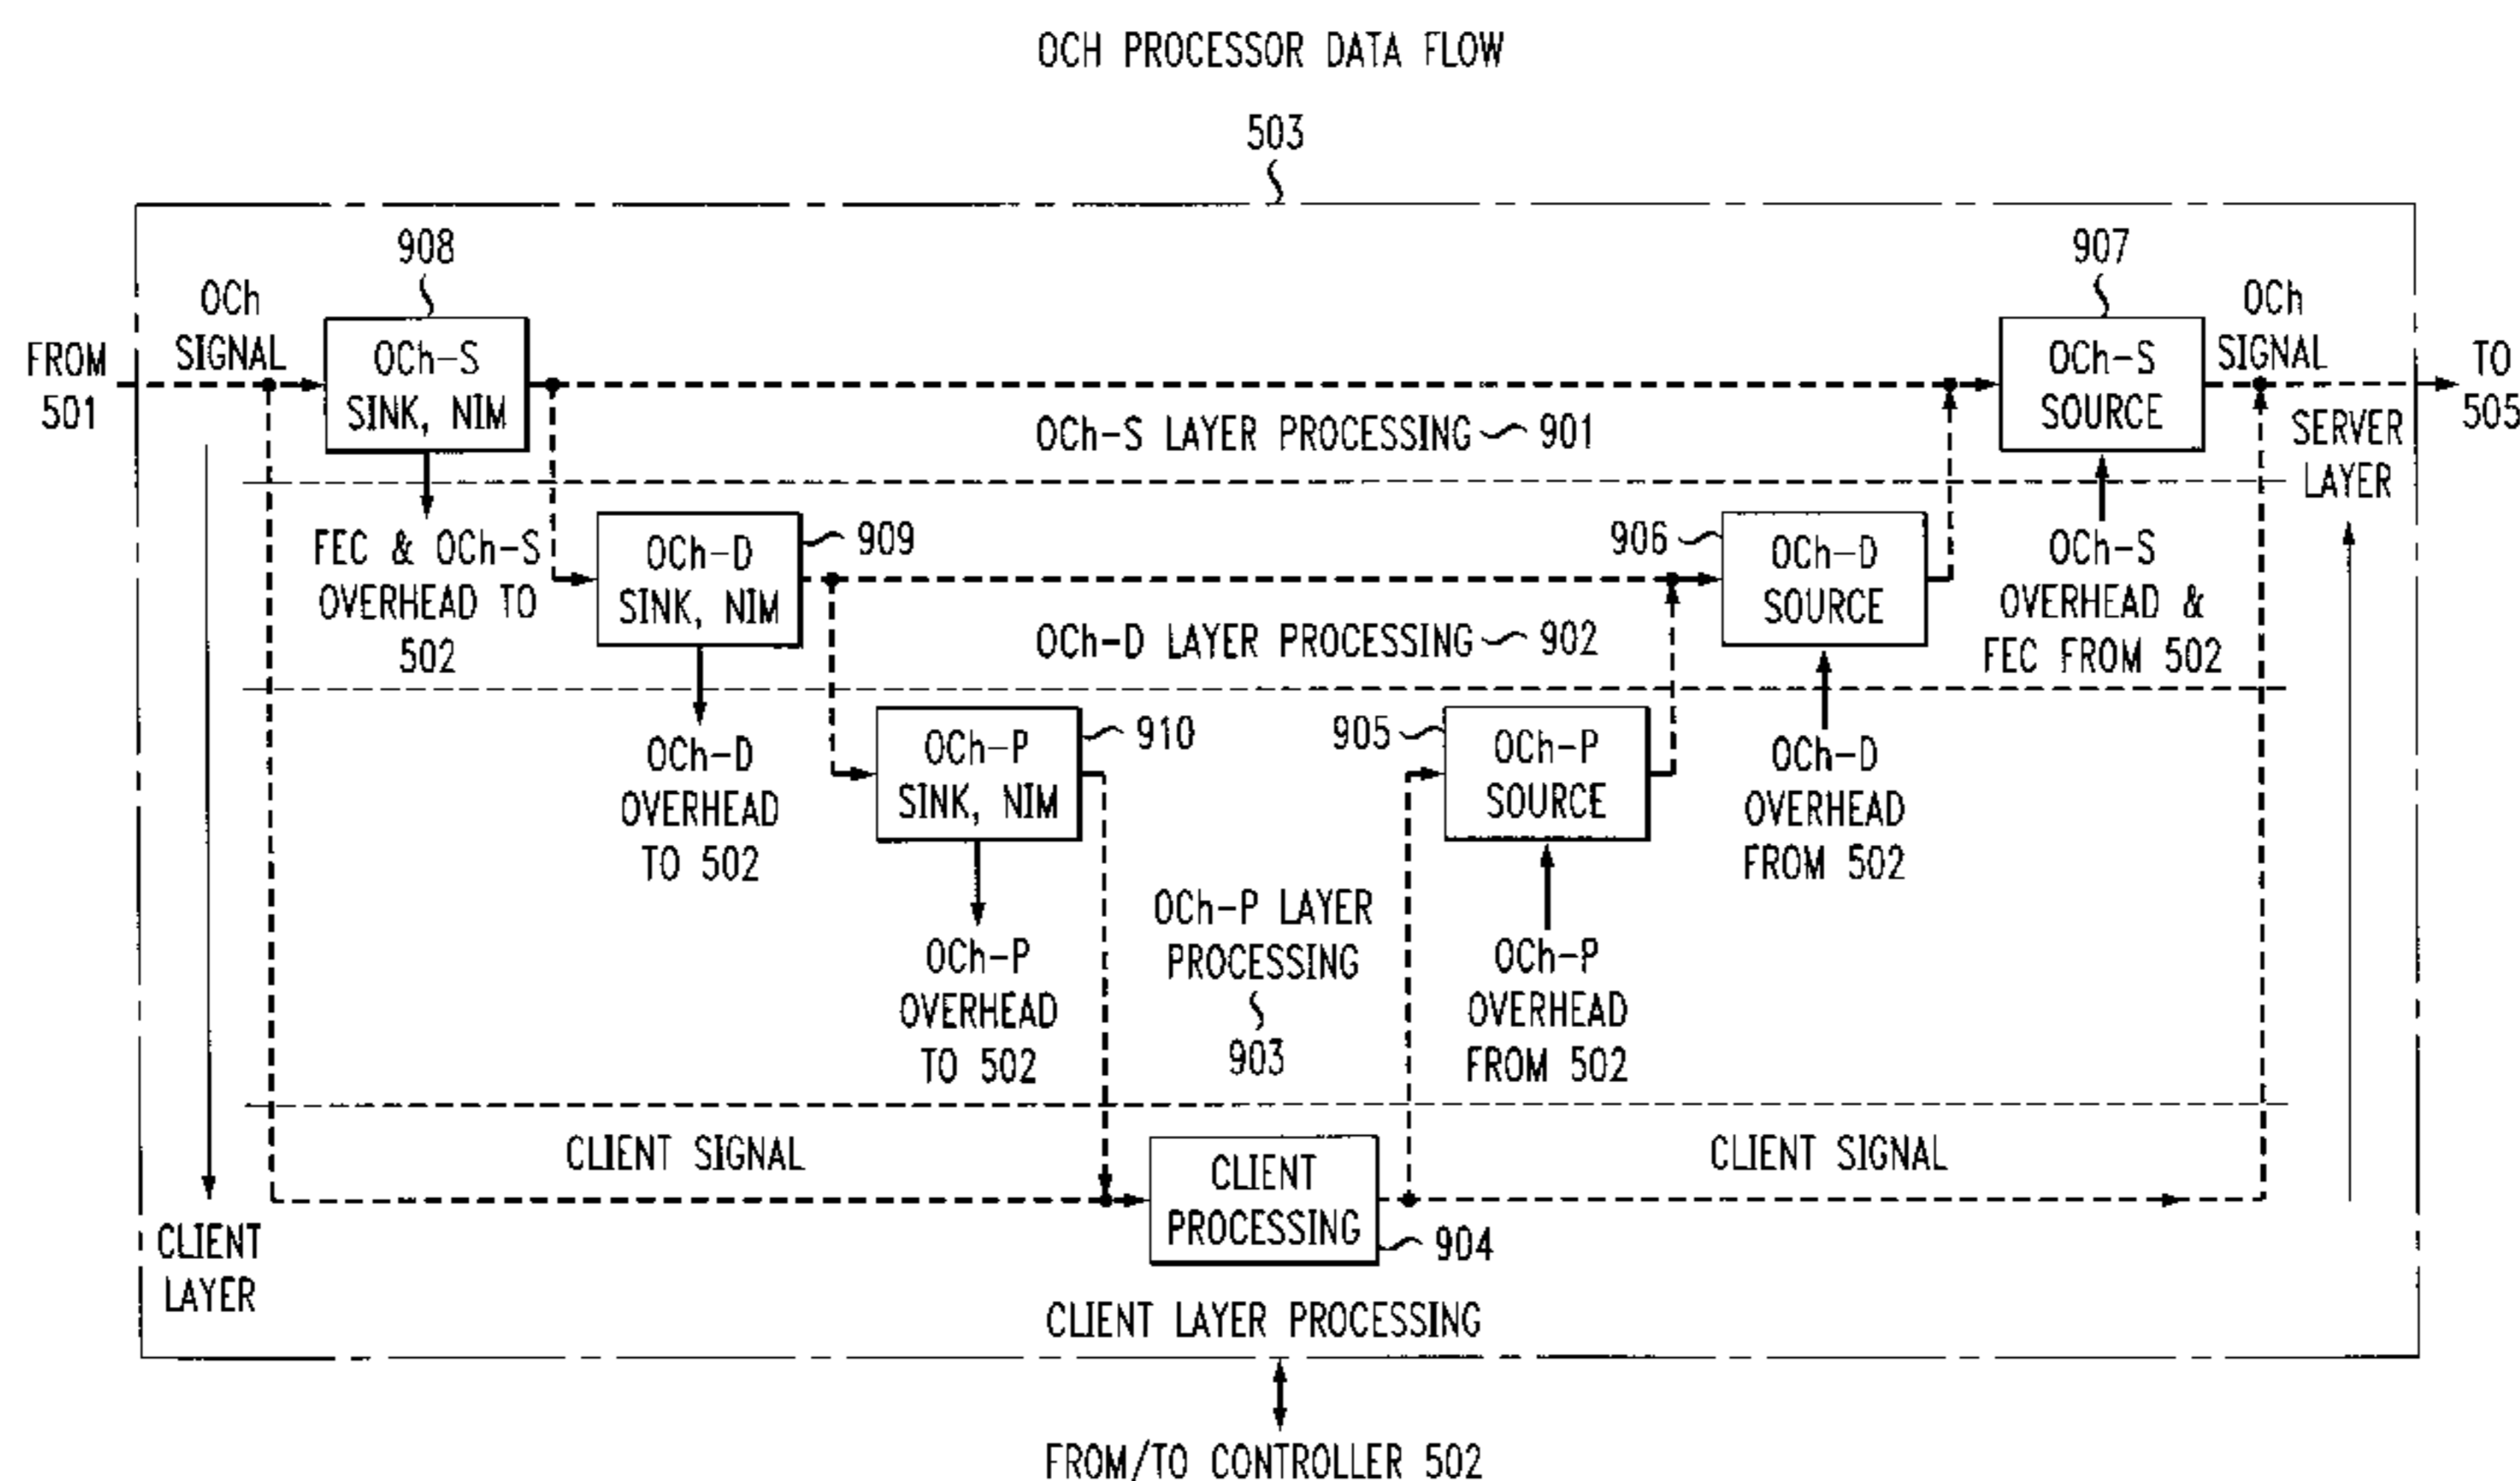 OCH PROCESSOR DATA FLOW
503
908
907
OCh
SIGNAL
OCh
SIGNAL
FROM
501
OCh-S
SINK, NIM
OCh-S
SOURCE
TO
505
OCh-S LAYER PROCESSING 901
SERVER
LAYER
FEC & OCh-S
OVERHEAD TO
502
OCh-D
SINK, NIM
909
906
OCh-D
SOURCE
OCh-S
OVERHEAD &
FEC FROM 502
OCh-D LAYER PROCESSING 902
OCh-D
OVERHEAD
TO 502
OCh-P
SINK, NIM
910
905
OCh-P
SOURCE
OCh-D
OVERHEAD
FROM 502
OCh-P
OVERHEAD
TO 502
OCh-P LAYER
PROCESSING
903
OCh-P
OVERHEAD
FROM 502
CLIENT SIGNAL
CLIENT
PROCESSING
904
CLIENT SIGNAL
CLIENT
LAYER
CLIENT LAYER PROCESSING
FROM/TO CONTROLLER 502